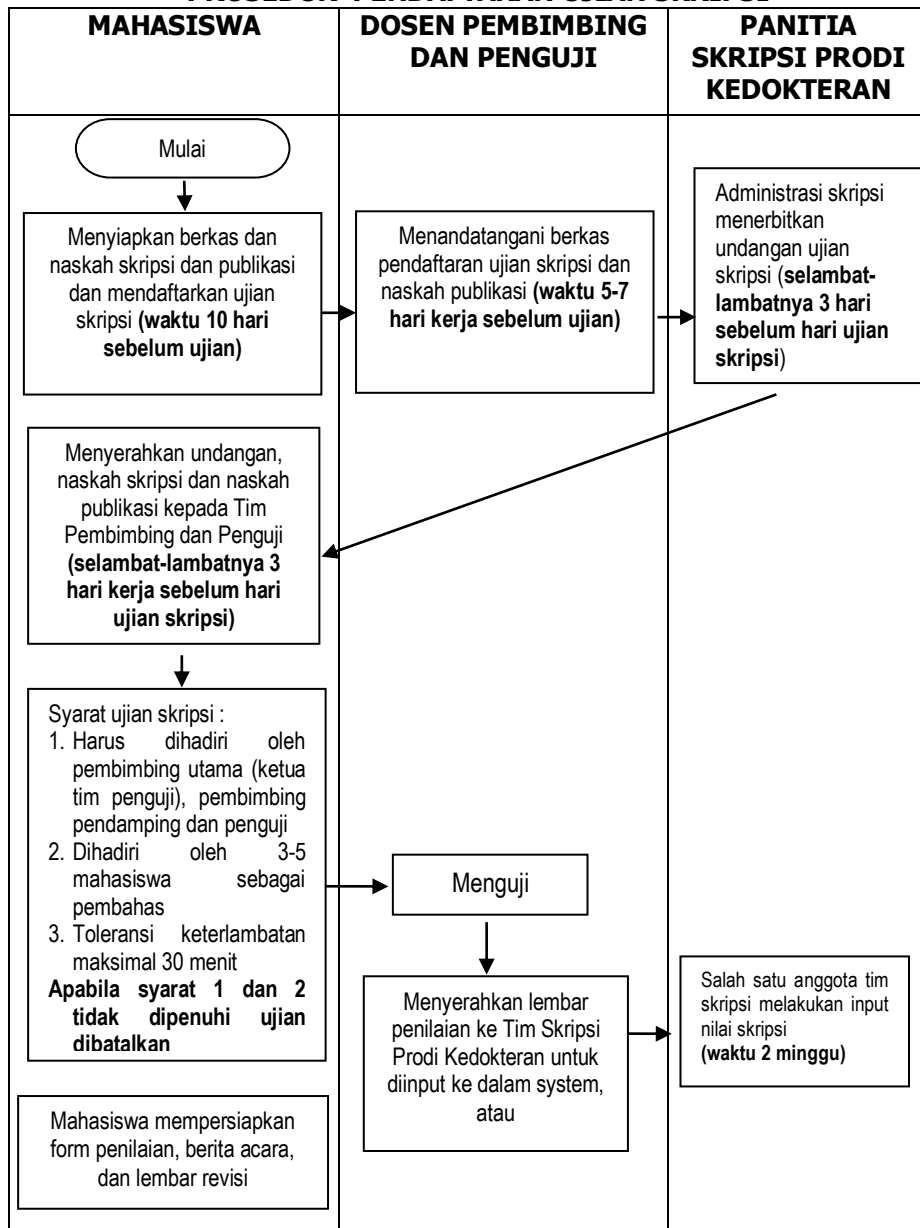 MAHASISWA
DOSEN PEMBIMBING
DAN PENGUJI
PANITIA
SKRIPSI PRODI
KEDOKTERAN
Mulai
Menyiapkan berkas dan
naskah skripsi dan publikasi
dan mendaftarkan ujian
skripsi (waktu 10 hari
sebelum ujian)
Menandatangani berkas
pendaftaran ujian skripsi dan
naskah publikasi (waktu 5-7
hari kerja sebelum ujian)
Administrasi skripsi
menerbitkan
undangan ujian
skripsi (selambat-
lambatnya 3 hari
sebelum hari ujian
skripsi)
Menyerahkan undangan,
naskah skripsi dan naskah
publikasi kepada Tim
Pembimbing dan Penguji
(selambat-lambatnya 3
hari kerja sebelum hari
ujian skripsi)
Syarat ujian skripsi :
1. Harus dihadiri oleh
pembimbing utama (ketua
tim penguji), pembimbing
pendamping dan penguji
2. Dihadiri oleh 3-5
mahasiswa sebagai
pembahas
3. Toleransi keterlambatan
maksimal 30 menit
Apabila syarat 1 dan 2
tidak dipenuhi ujian
dibatalkan
Menguji
Menyerahkan lembar
penilaian ke Tim Skripsi
Prodi Kedokteran untuk
diinput ke dalam system,
atau
Salah satu anggota tim
skripsi melakukan input
nilai skripsi
(waktu 2 minggu)
Mahasiswa mempersiapkan
form penilaian, berita acara,
dan lembar revisi